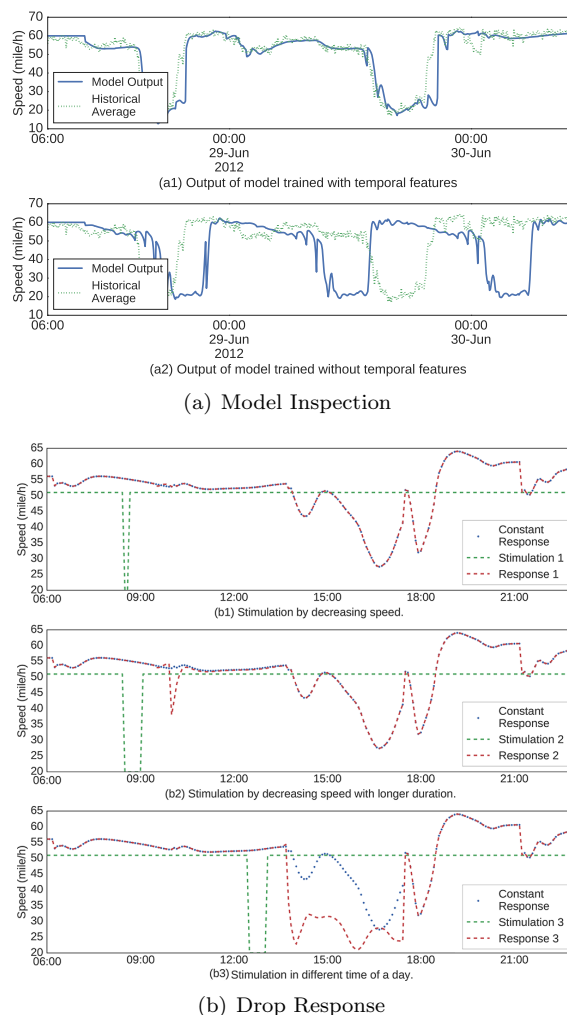 70
60
50
40
30
20
10
Speed (mile/h)
Model Output
Historical
Average
06:00
00:00
29-Jun
2012
00:00
30-Jun
(a1) Output of model trained with temporal features
70
60
50
40
30
20
10
Speed (mile/h)
Model Output
Historical
Average
06:00
00:00
29-Jun
2012
00:00
30-Jun
(a2) Output of model trained without temporal features
(a) Model Inspection
65
60
55
50
45
40
35
30
25
20
Speed (mile/h)
Constant
Response
Stimulation 1
Response 1
06:00
09:00
12:00
15:00
18:00
21:00
(b1) Stimulation by decreasing speed.
65
60
55
50
45
40
35
30
25
20
Speed (mile/h)
Constant
Response
Stimulation 2
Response 2
06:00
09:00
12:00
15:00
18:00
21:00
(b2) Stimulation by decreasing speed with longer duration.
65
60
55
50
45
40
35
30
25
20
Speed (mile/h)
Constant
Response
Stimulation 3
Response 3
06:00
09:00
12:00
15:00
18:00
21:00
(b3) Stimulation in different time of a day.
(b) Drop Response